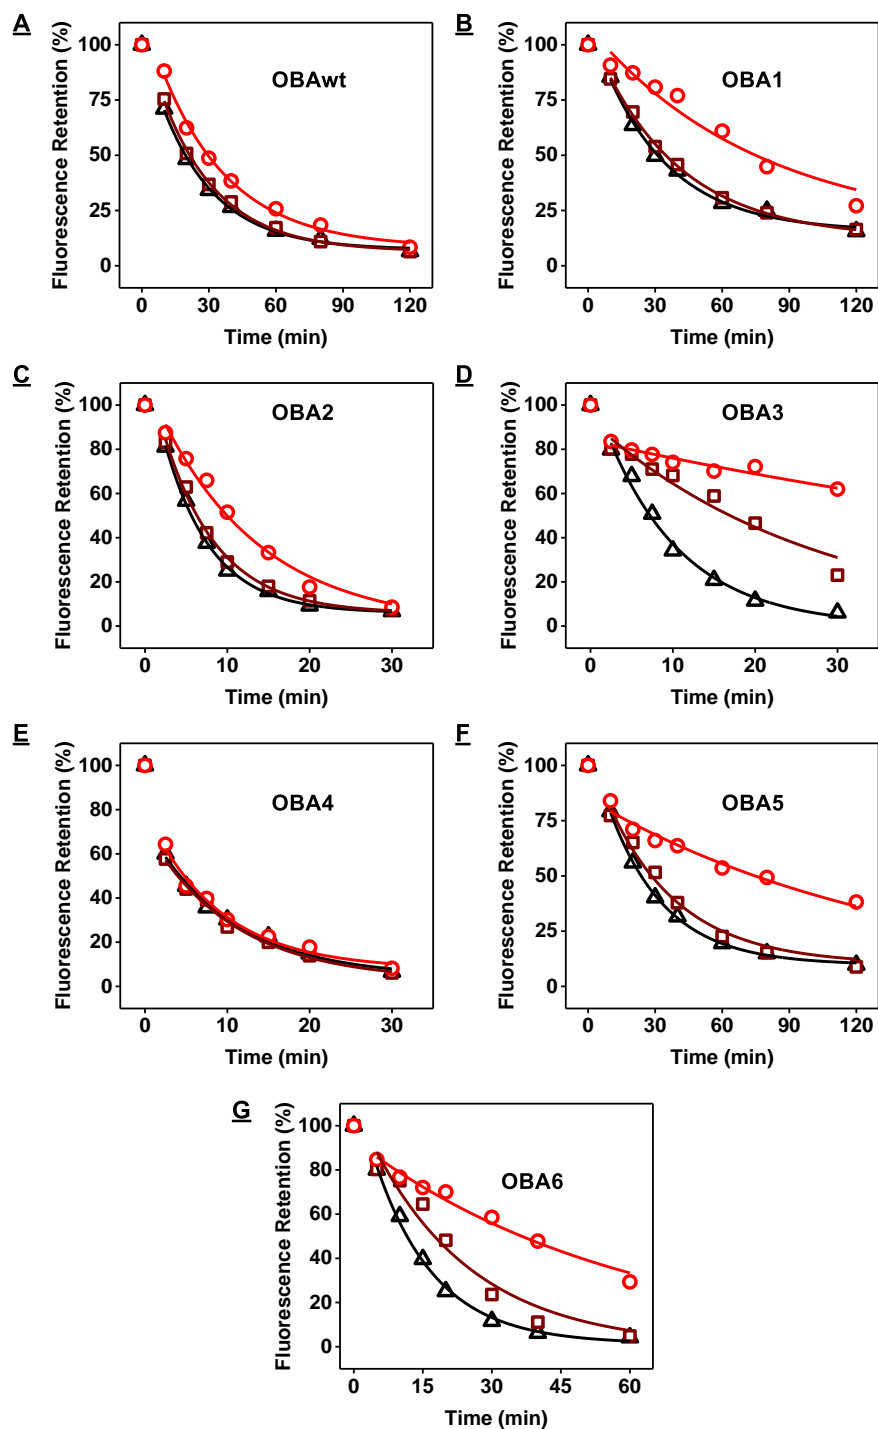 A
Fluorescence Retention (%)
100
75
50
25
0
OBAwt
0 30 60 90 120
Time (min)
B
Fluorescence Retention (%)
100
75
50
25
0
OBA1
0 30 60 90 120
Time (min)
C
Fluorescence Retention (%)
100
80
60
40
20
0
OBA2
0 10 20 30
Time (min)
D
Fluorescence Retention (%)
100
80
60
40
20
0
OBA3
0 10 20 30
Time (min)
E
Fluorescence Retention (%)
100
80
60
40
20
0
OBA4
0 10 20 30
Time (min)
F
Fluorescence Retention (%)
100
75
50
25
0
OBA5
0 30 60 90 120
Time (min)
G
Fluorescence Retention (%)
100
80
60
40
20
0
OBA6
0 15 30 45 60
Time (min)